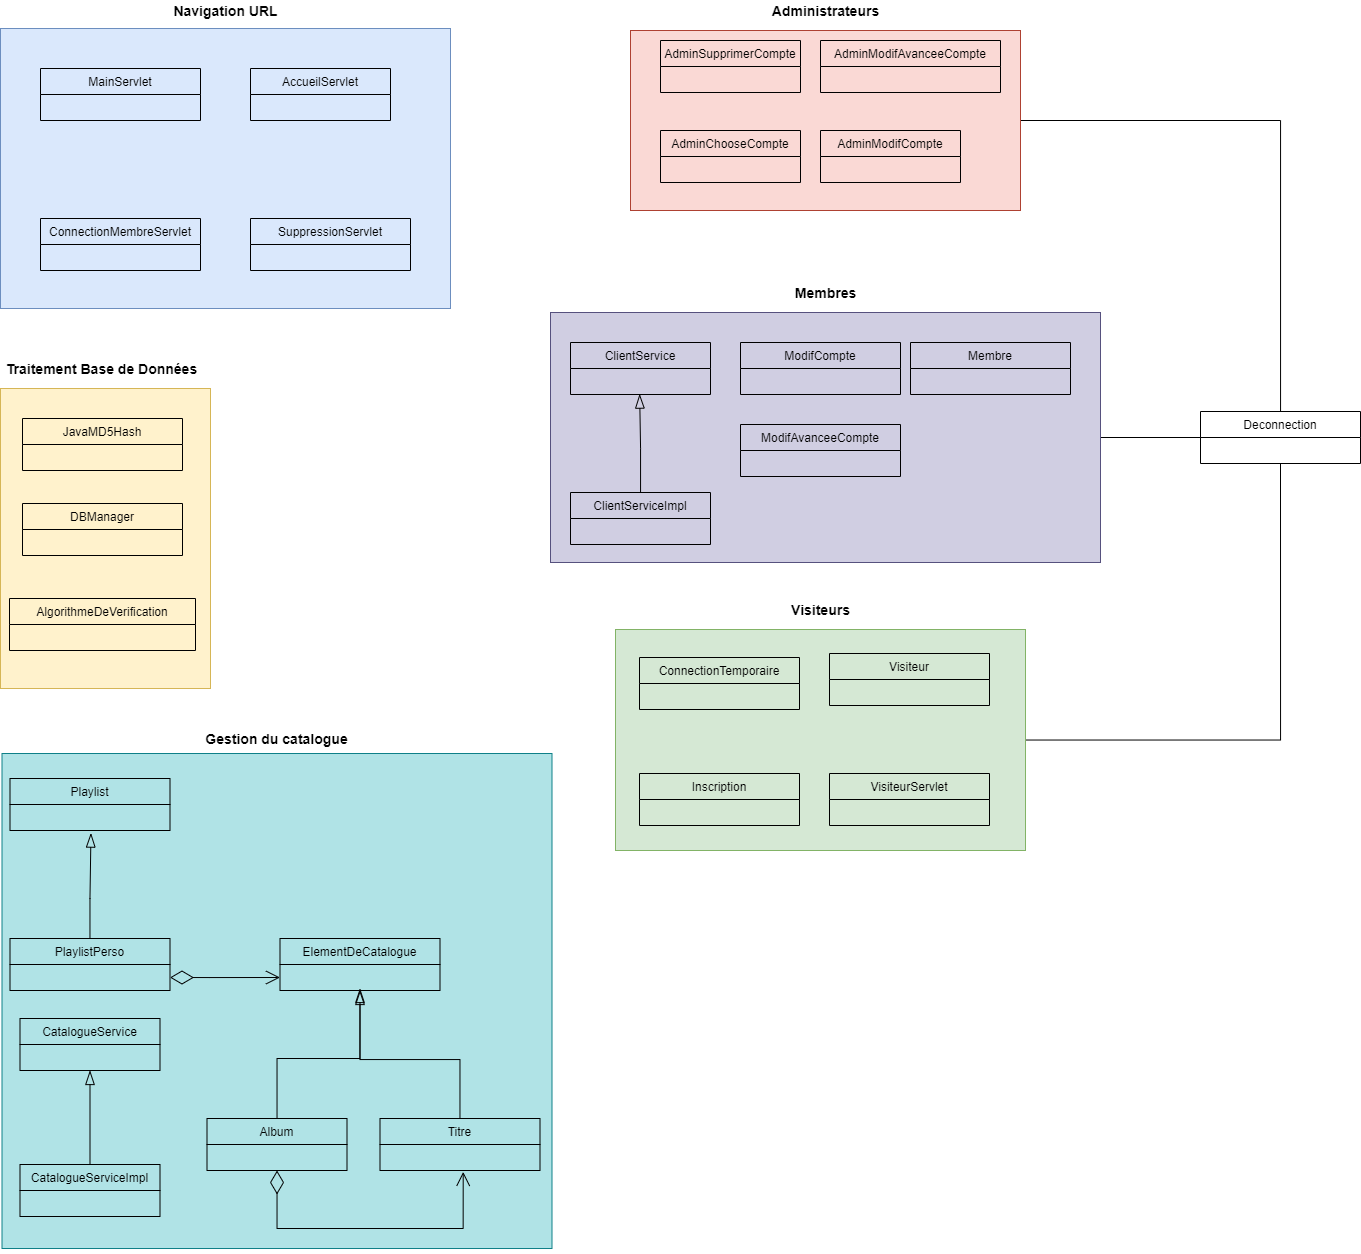 Navigation URL
MainServlet
AccueilServlet
ConnectionMembreServlet
SuppressionServlet
Administrateurs
AdminSupprimerCompte
AdminModifAvanceeCompte
AdminChooseCompte
AdminModifCompte
Membres
ClientService
ModifCompte
Membre
ModifAvanceeCompte
ClientServiceImpl
Deconnection
Traitement Base de Données
JavaMD5Hash
DBManager
AlgorithmeDeVerification
Visiteurs
ConnectionTemporaire
Visiteur
Inscription
VisiteurServlet
Gestion du catalogue
Playlist
PlaylistPerso
ElementDeCatalogue
CatalogueService
Album
Titre
CatalogueServiceImpl